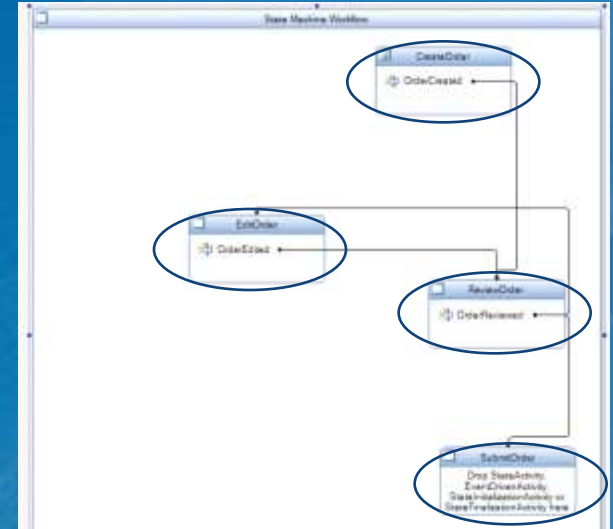 State Machine Workflow
CreateOrder
OrderCreated
EditOrder
OrderEdited
ReviewOrder
OrderReviewed
SubmitOrder
Drop StateActivity,
EventDrivenActivity,
StateInitializationActivity or
StateFinalizationActivity here